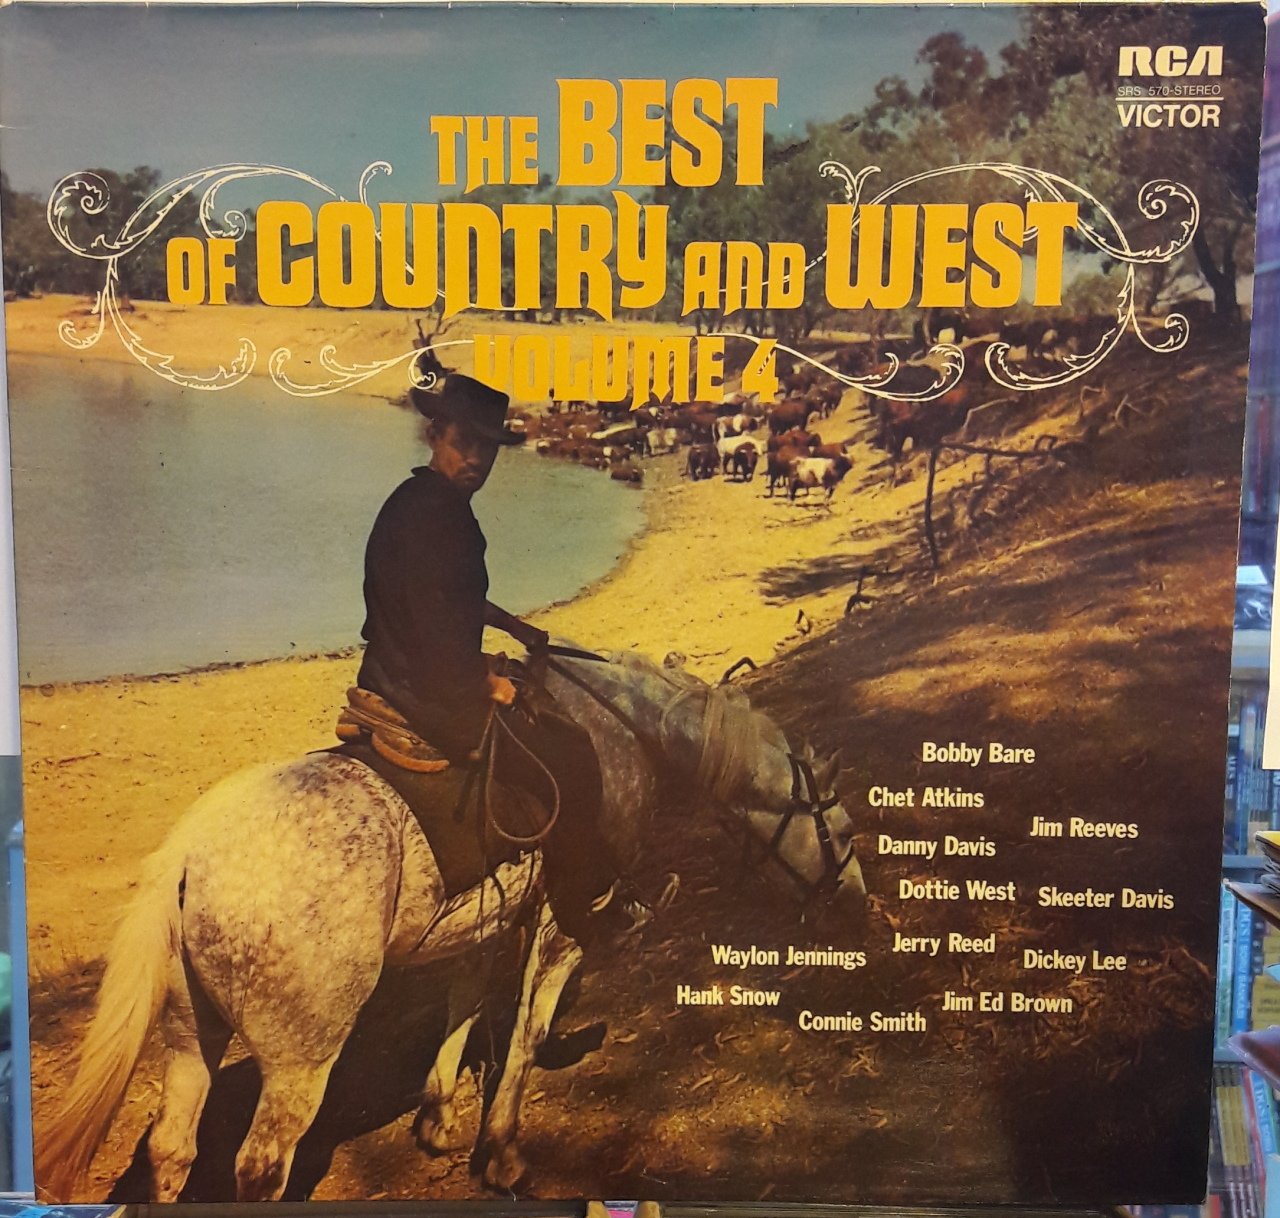 RCA
SRS 570-STEREO
VICTOR
THE BEST
OF COUNTRY AND WEST
VOLUME 4
Bobby Bare
Chet Atkins
Jim Reeves
Danny Davis
Dottie West
Skeeter Davis
Jerry Reed
Waylon Jennings
Dickey Lee
Hank Snow
Jim Ed Brown
Connie Smith